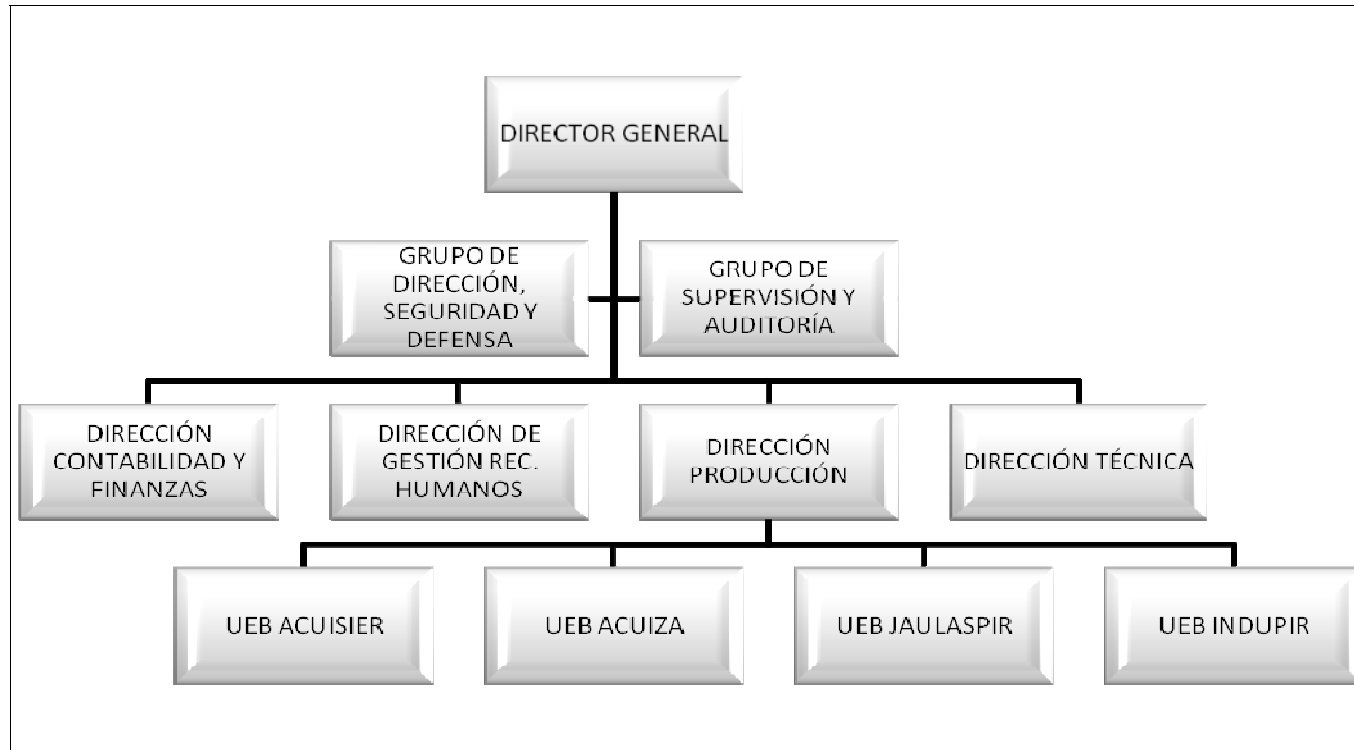 DIRECTOR GENERAL
GRUPO DE
DIRECCIÓN,
SEGURIDAD Y
DEFENSA
GRUPO DE
SUPERVISIÓN Y
AUDITORÍA
DIRECCIÓN
CONTABILIDAD Y
FINANZAS
DIRECCIÓN DE
GESTIÓN REC.
HUMANOS
DIRECCIÓN
PRODUCCIÓN
DIRECCIÓN TÉCNICA
UEB ACUISIER
UEB ACUIZA
UEB JAULASPIR
UEB INDUPIR